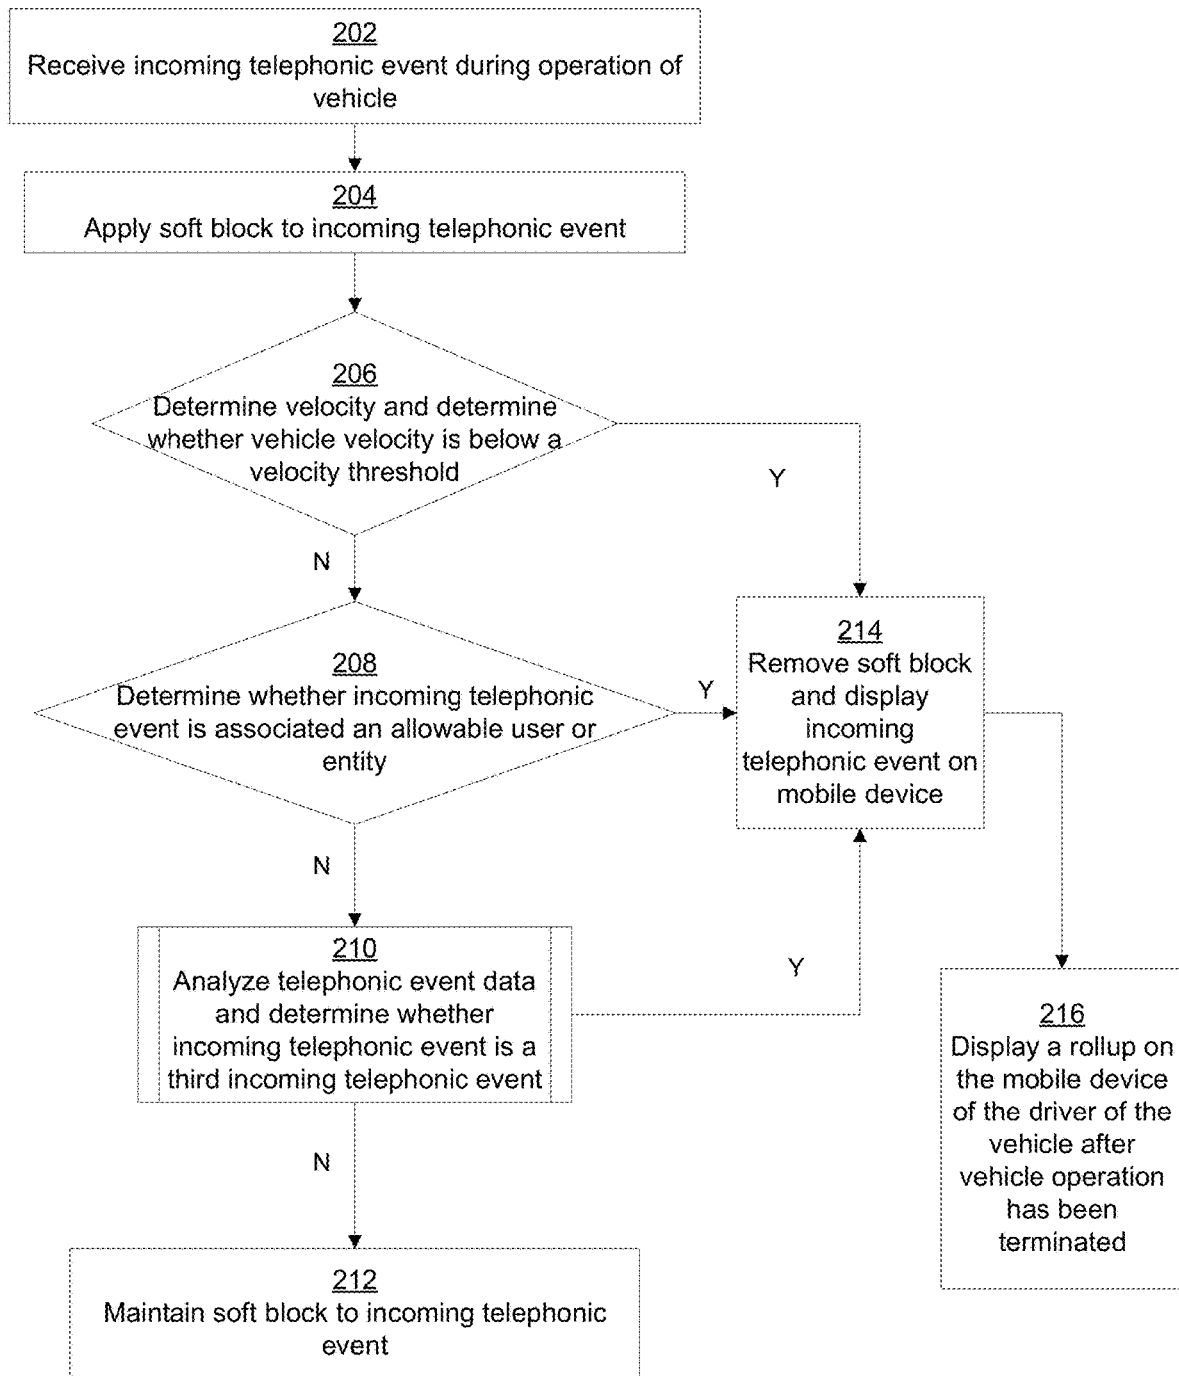 202
Receive incoming telephonic event during operation of
vehicle
204
Apply soft block to incoming telephonic event
206
Determine velocity and determine
whether vehicle velocity is below a
velocity threshold
Y
N
208
Determine whether incoming telephonic
event is associated an allowable user or
entity
Y
214
Remove soft block
and display
incoming
telephonic event on
mobile device
N
210
Analyze telephonic event data
and determine whether
incoming telephonic event is a
third incoming telephonic event
Y
216
Display a rollup on
the mobile device
of the driver of the
vehicle after
vehicle operation
has been
terminated
N
212
Maintain soft block to incoming telephonic
event